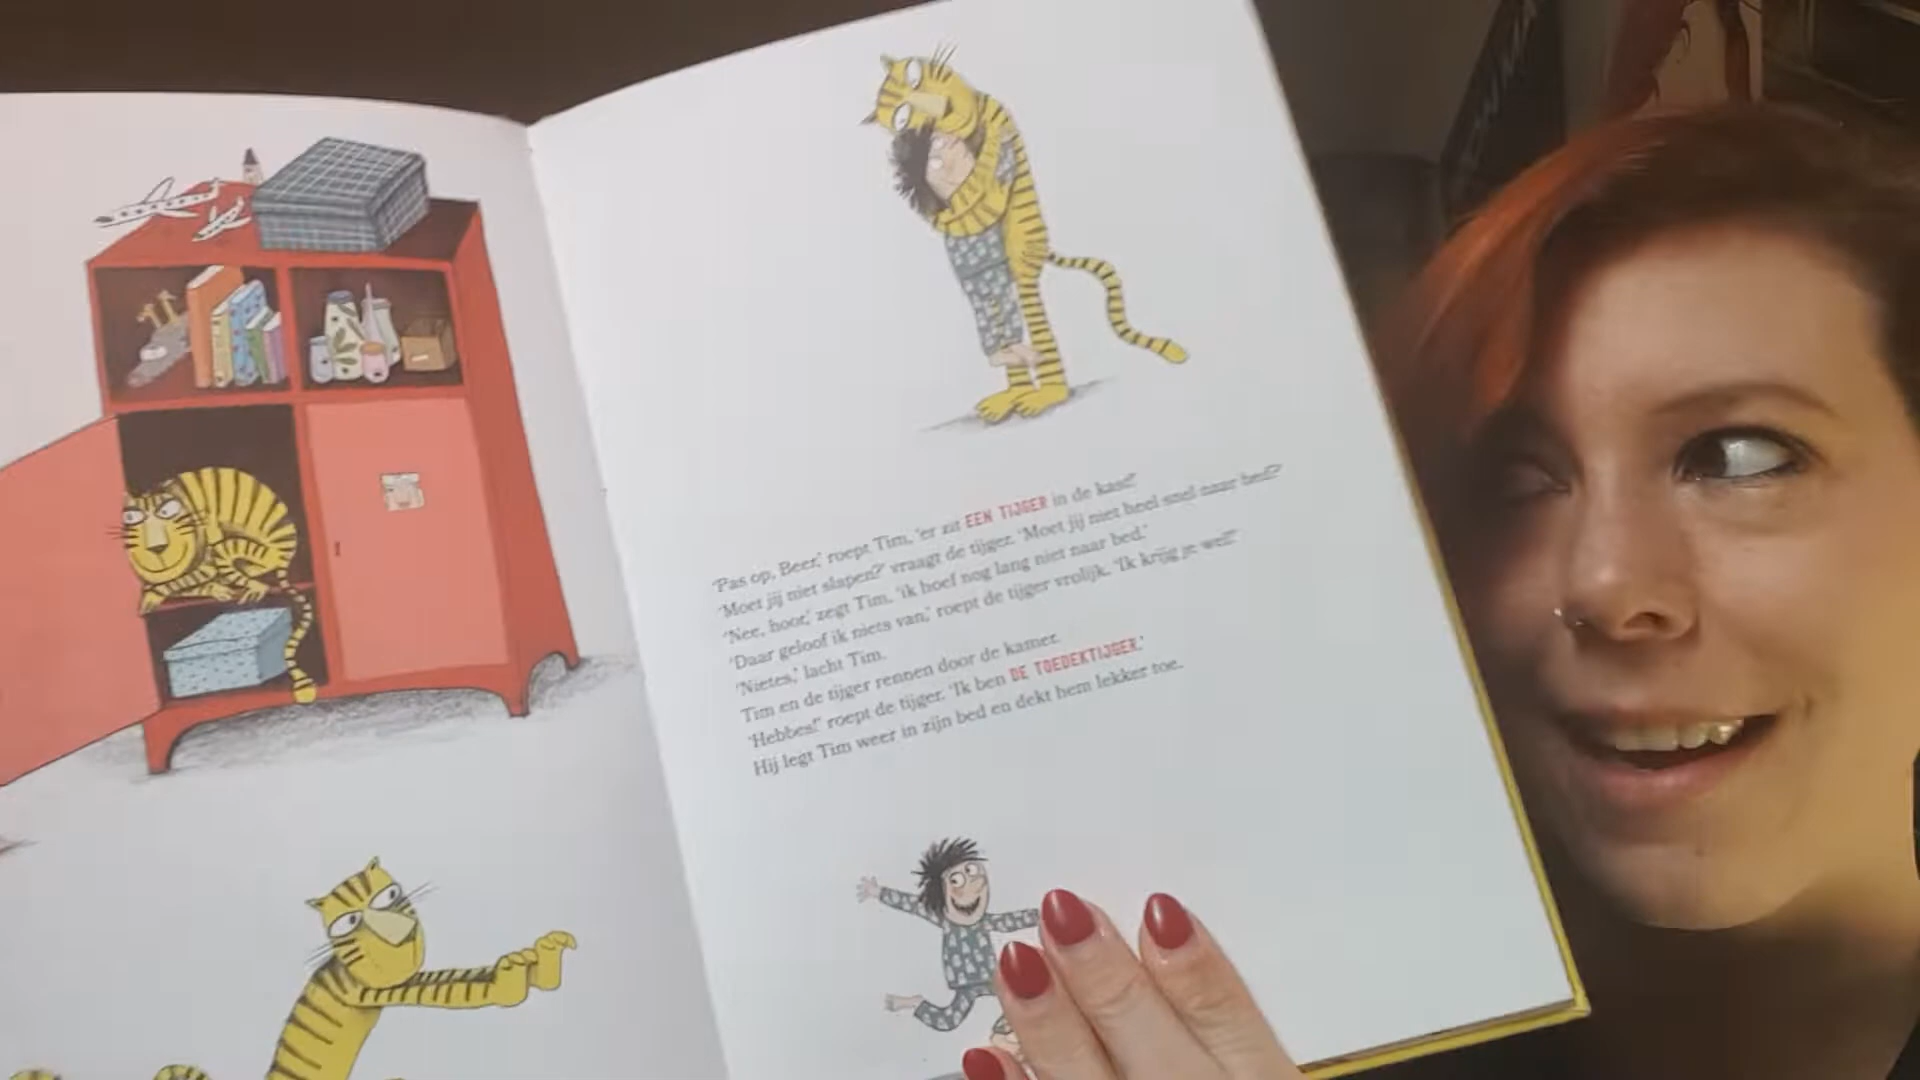 ‘Pas op, Beer,’ roept Tim, ‘er zit EEN TIJGER in de kast!’
‘Moet jij niet slapen?’ vraagt de tijger. ‘Moet jij niet heel snel naar bed?’
‘Nee, hoor,’ zegt Tim, ‘ik hoef nog lang niet naar bed.’
‘Daar geloof ik niets van,’ roept de tijger vrolijk. ‘Ik krijg je wel!’
‘Nietes,’ lacht Tim.
Tim en de tijger rennen door de kamer.
‘Hebbes!’ roept de tijger. ‘Ik ben DE TOEDEKTIJGER.’
Hij legt Tim weer in zijn bed en dekt hem lekker toe.